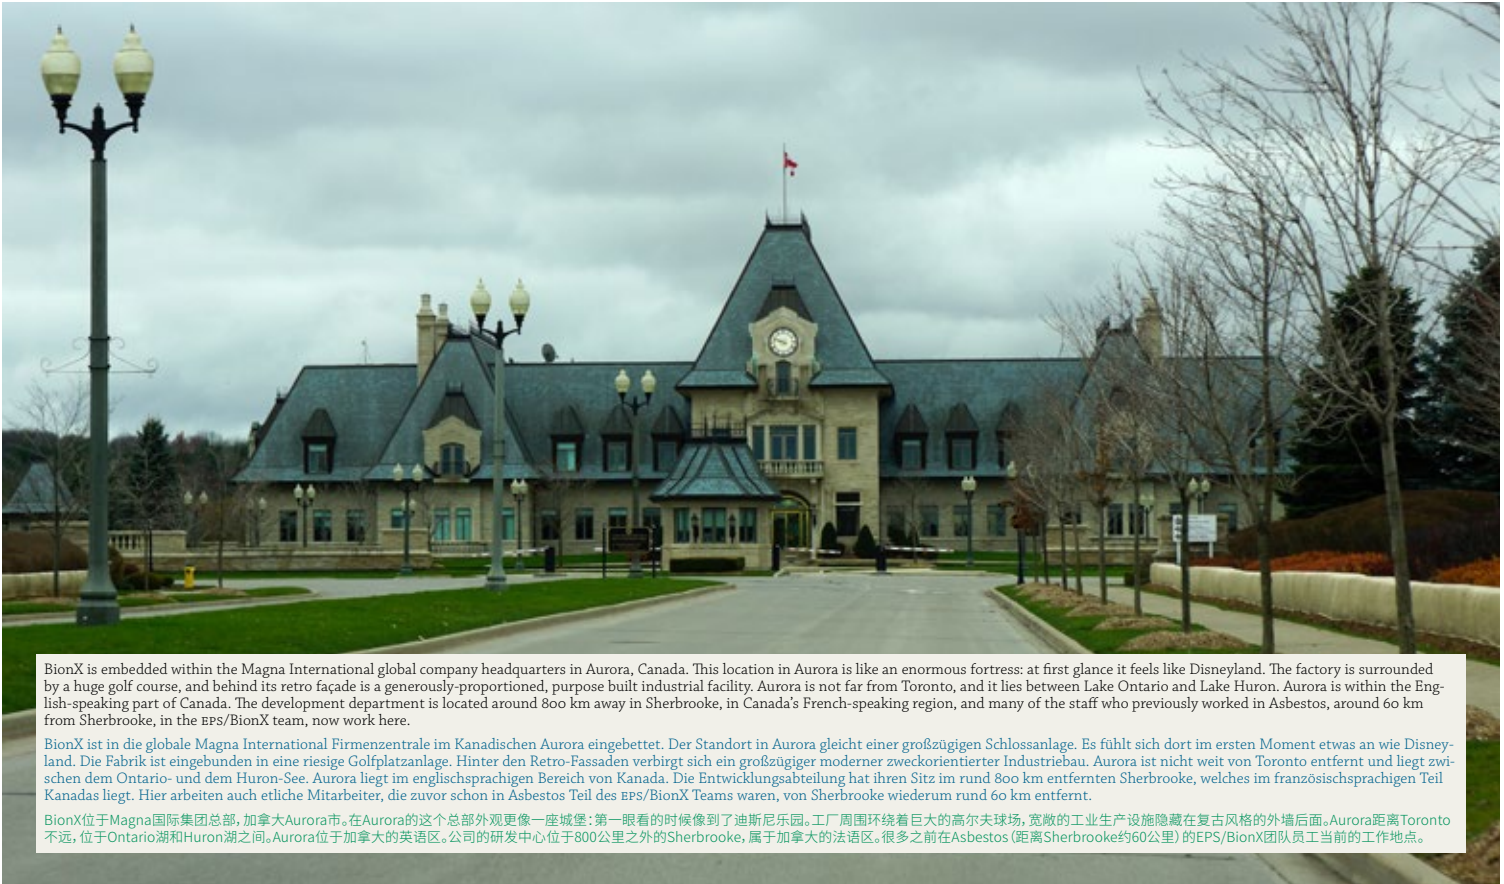 BionX is embedded within the Magna International global company headquarters in Aurora, Canada. This location in Aurora is like an enormous fortress: at first glance it feels like Disneyland. The factory is surrounded
by a huge golf course, and behind its retro façade is a generously-proportioned, purpose built industrial facility. Aurora is not far from Toronto, and it lies between Lake Ontario and Lake Huron. Aurora is within the Eng-
lish-speaking part of Canada. The development department is located around 800 km away in Sherbrooke, in Canada's French-speaking region, and many of the staff who previously worked in Asbestos, around 60 km
from Sherbrooke, in the EPS/BionX team, now work here.
BionX ist in die globale Magna International Firmenzentrale im Kanadischen Aurora eingebettet. Der Standort in Aurora gleicht einer großzügigen Schlossanlage. Es fühlt sich dort im ersten Moment etwas an wie Disney-
land. Die Fabrik ist eingebunden in eine riesige Golfplatzanlage. Hinter den Retro-Fassaden verbirgt sich ein großzügiger moderner zweckorientierter Industriebau. Aurora ist nicht weit von Toronto entfernt und liegt zwi-
schen dem Ontario- und dem Huron-See. Aurora liegt im englischsprachigen Bereich von Kanada. Die Entwicklungsabteilung hat ihren Sitz im rund 800 km entfernten Sherbrooke, welches im französischsprachigen Teil
Kanadas liegt. Hier arbeiten auch etliche Mitarbeiter, die zuvor schon in Asbestos Teil des EPS/BionX Teams waren, von Sherbrooke wiederum rund 60 km entfernt.
BionX位于Magna国际集团总部，加拿大Aurora市。在Aurora的这个总部外观更像一座城堡：第一眼看的时候像到了迪斯尼乐园。工厂周围环绕着巨大的高尔夫球场，宽敞的工业生产设施隐藏在复古风格的外墙后面。Aurora距离Toronto
不远，位于Ontario湖和Huron湖之间。Aurora位于加拿大的英语区。公司的研发中心位于800公里之外的Sherbrooke，属于加拿大的法语区。很多之前在Asbestos（距离Sherbrooke约60公里）的EPS/BionX团队员工当前的工作地点。